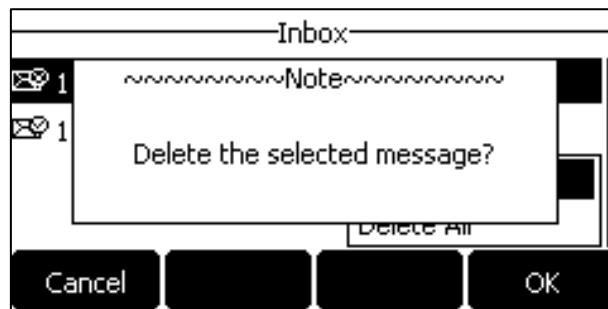 Inbox
1
~~~~~~~~Note~~~~~~~~~
1
Delete the selected message?
Delete All
Cancel
OK